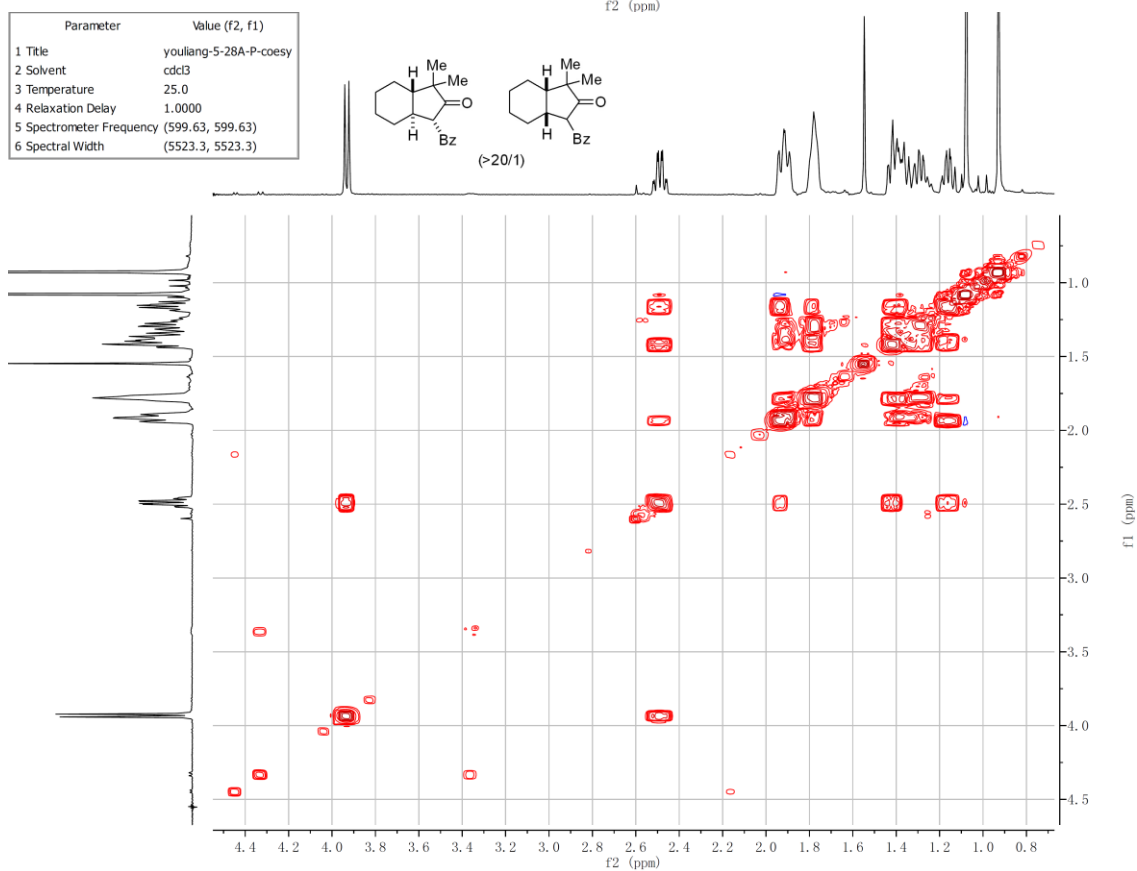 f2 (ppm)
Parameter Value (f2, f1)
1 Title youliang-5-28A-P-coesy
2 Solvent cdcl3
3 Temperature 25.0
4 Relaxation Delay 1.0000
5 Spectrometer Frequency (599.63, 599.63)
6 Spectral Width (5523.3, 5523.3)
H Me Me O H Bz
H Me Me O H Bz
(>20/1)
1.0
1.5
2.0
2.5
3.0
3.5
4.0
4.5
f1 (ppm)
4.4 4.2 4.0 3.8 3.6 3.4 3.2 3.0 2.8 2.6 2.4 2.2 2.0 1.8 1.6 1.4 1.2 1.0 0.8
f2 (ppm)